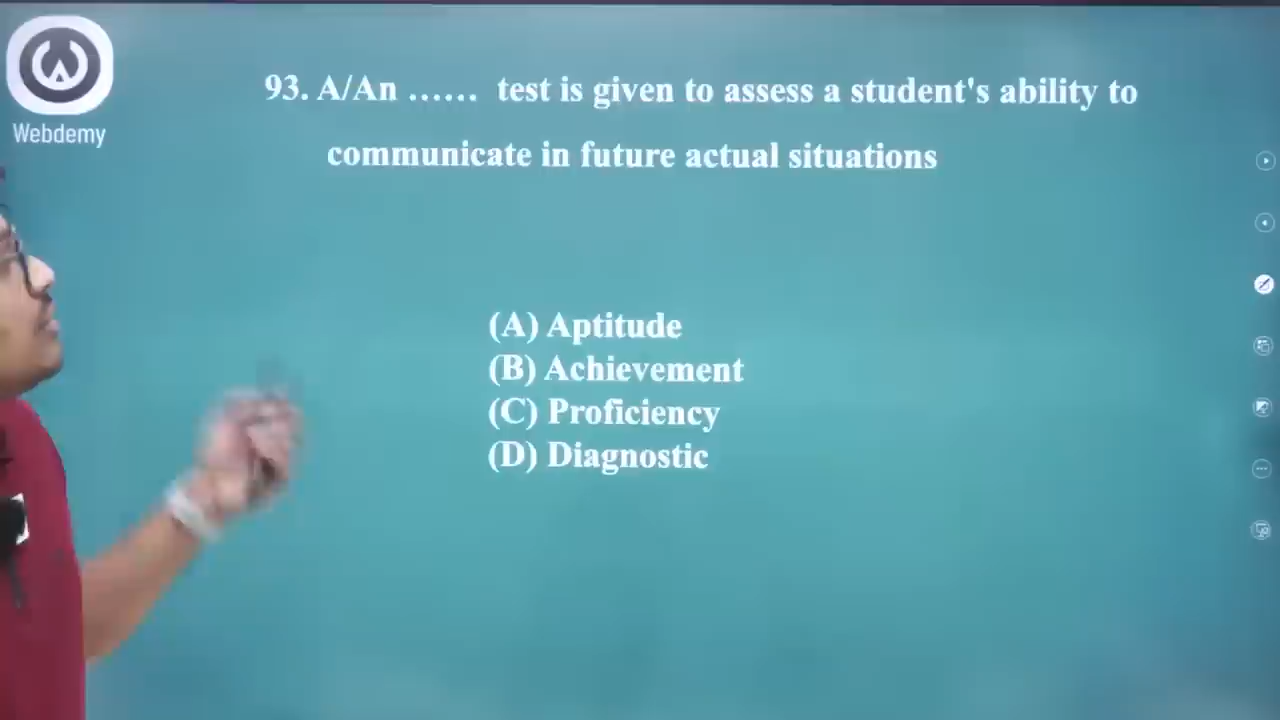 Webdemy
93. A/An ...... test is given to assess a student's ability to
communicate in future actual situations
(A) Aptitude
(B) Achievement
(C) Proficiency
(D) Diagnostic